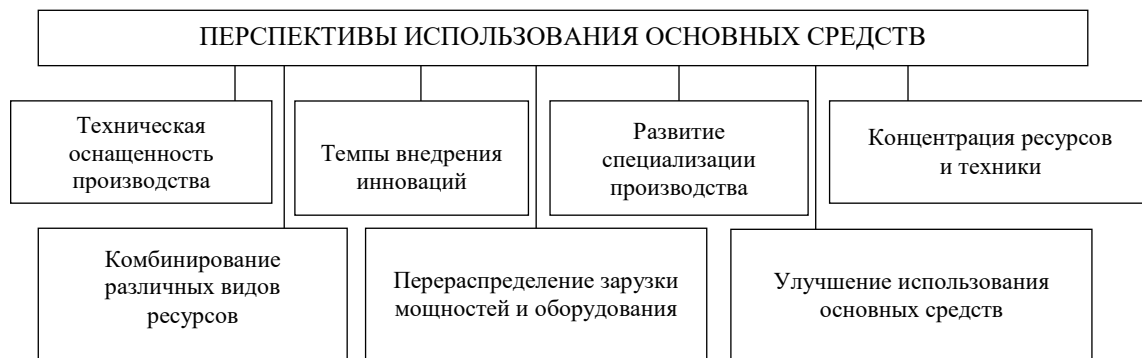 ПЕРСПЕКТИВЫ ИСПОЛЬЗОВАНИЯ ОСНОВНЫХ СРЕДСТВ
Техническая
оснащенность
производства
Темпы внедрения
инноваций
Развитие
специализации
производства
Концентрация ресурсов
и техники
Комбинирование
различных видов
ресурсов
Перераспределение зарузки
мощностей и оборудования
Улучшение использования
основных средств